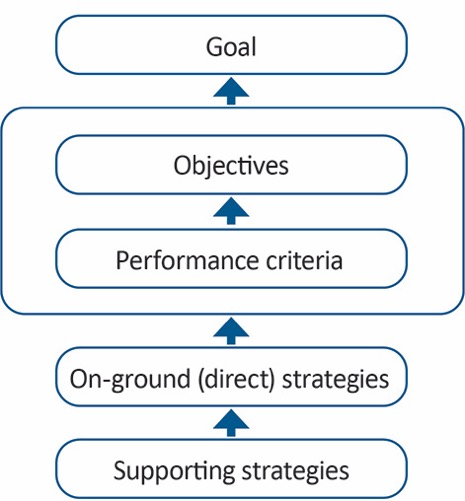 Goal
Objectives
Performance criteria
On-ground (direct) strategies
Supporting strategies